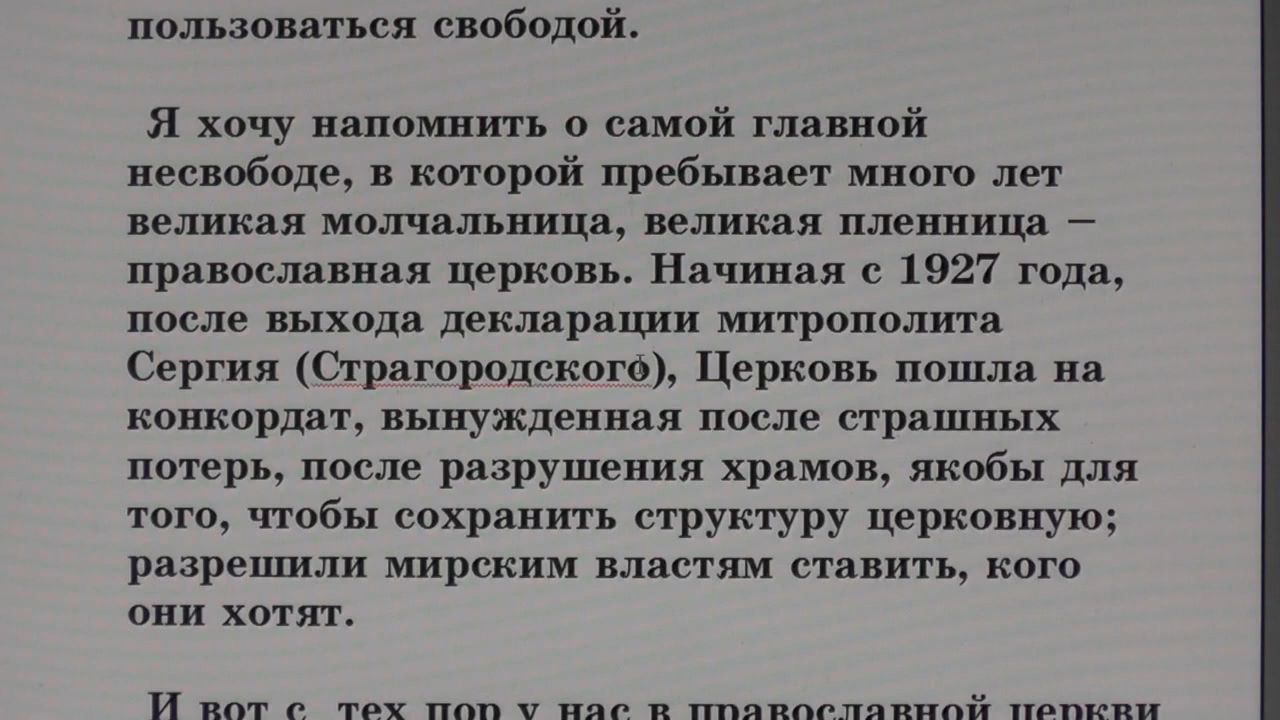 пользоваться свободой.
Я хочу напомнить о самой главной
несвободе, в которой пребывает много лет
великая молчальница, великая пленница –
православная церковь. Начиная с 1927 года,
после выхода декларации митрополита
Сергия (Страгородского), Церковь пошла на
конкордат, вынужденная после страшных
потерь, после разрушения храмов, якобы для
того, чтобы сохранить структуру церковную;
разрешили мирским властям ставить, кого
они хотят.
И вот с тех пор у нас в православной церкви